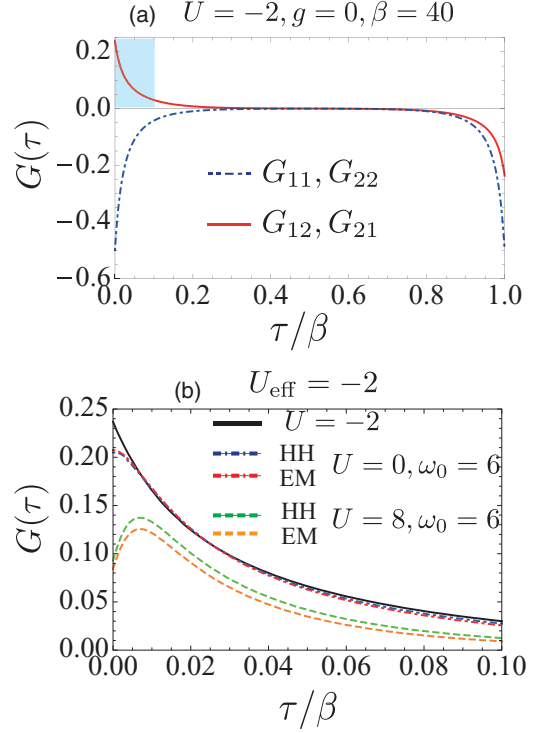 (a) U = −2, g = 0, β = 40
0.2
0.0
−0.2
−0.4
−0.6
G(τ)
G₁₁, G₂₂
G₁₂, G₂₁
0.0 0.2 0.4 0.6 0.8 1.0
τ/β
(b) U_eff = −2
0.25
0.20
0.15
0.10
0.05
0.00
G(τ)
U = −2
HH
EM
U = 0, ω₀ = 6
HH
EM
U = 8, ω₀ = 6
0.00 0.02 0.04 0.06 0.08 0.10
τ/β